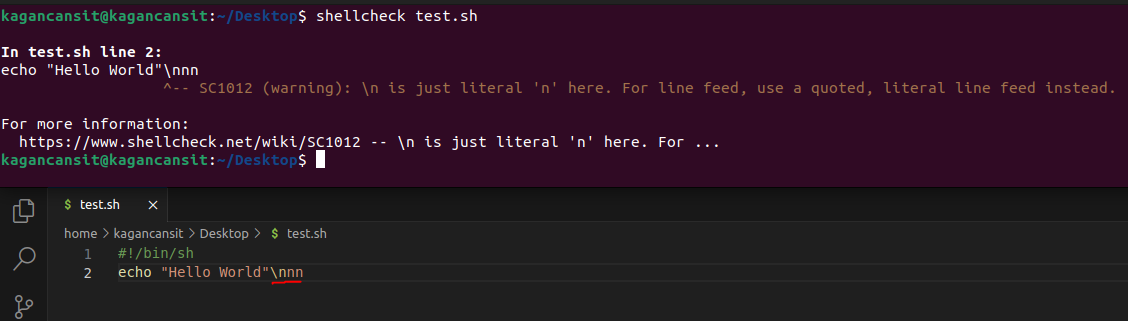 kagancansit@kagancansit:~/Desktop$ shellcheck test.sh
In test.sh line 2:
echo "Hello World"\nnn
^-- SC1012 (warning): \n is just literal 'n' here. For line feed, use a quoted, literal line feed instead.
For more information:
https://www.shellcheck.net/wiki/SC1012 -- \n is just literal 'n' here. For ...
kagancansit@kagancansit:~/Desktop$
$ test.sh ×
home > kagancansit > Desktop > $ test.sh
1 #!/bin/sh
2 echo "Hello World"\nnn